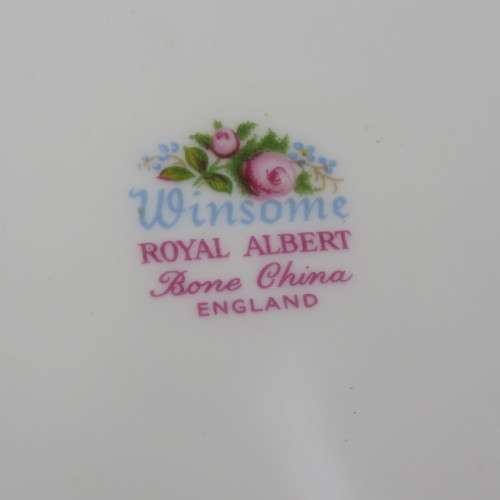 Winsome
ROYAL ALBERT
Bone China
ENGLAND